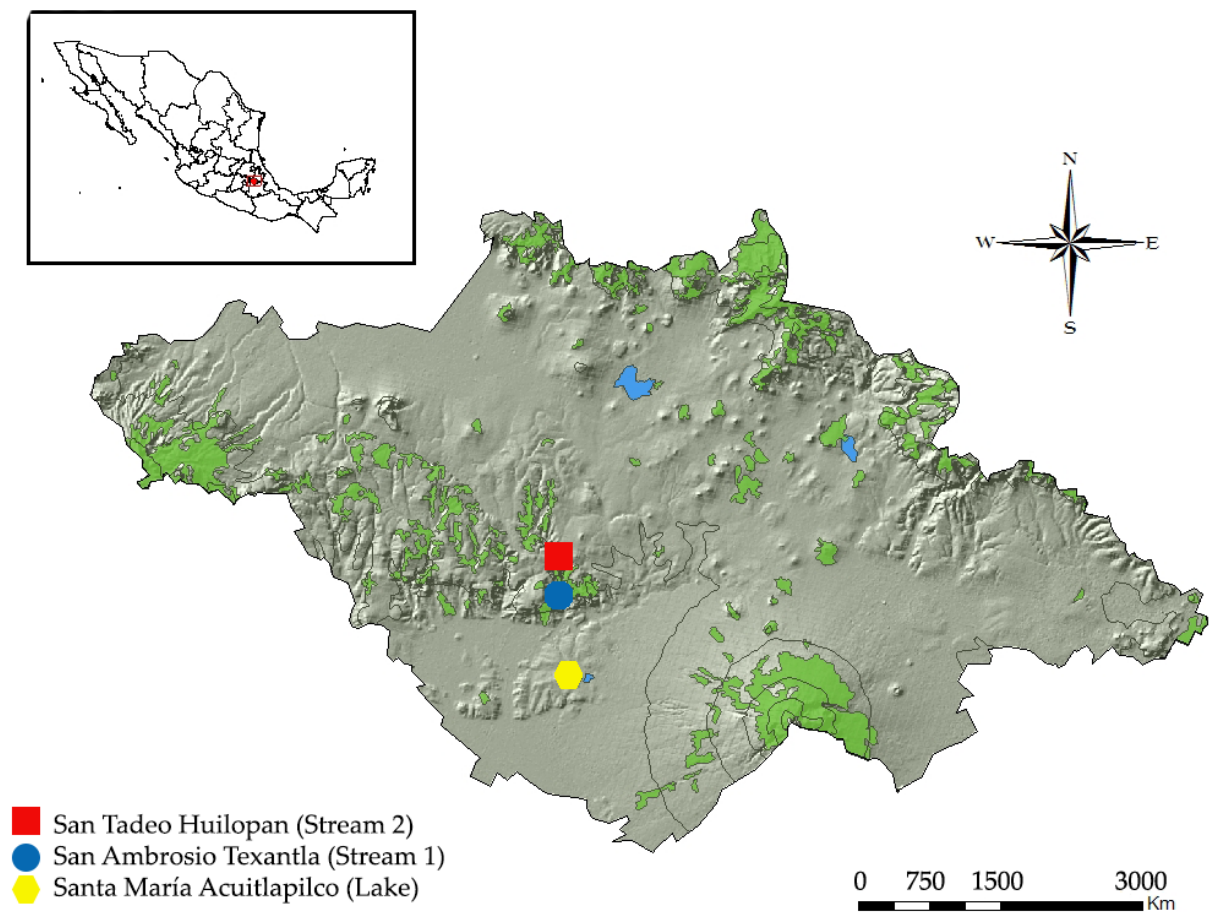 N
W E
S
San Tadeo Huilopan (Stream 2)
San Ambrosio Texantla (Stream 1)
Santa María Acuitlapilco (Lake)
0 750 1500 3000
Km